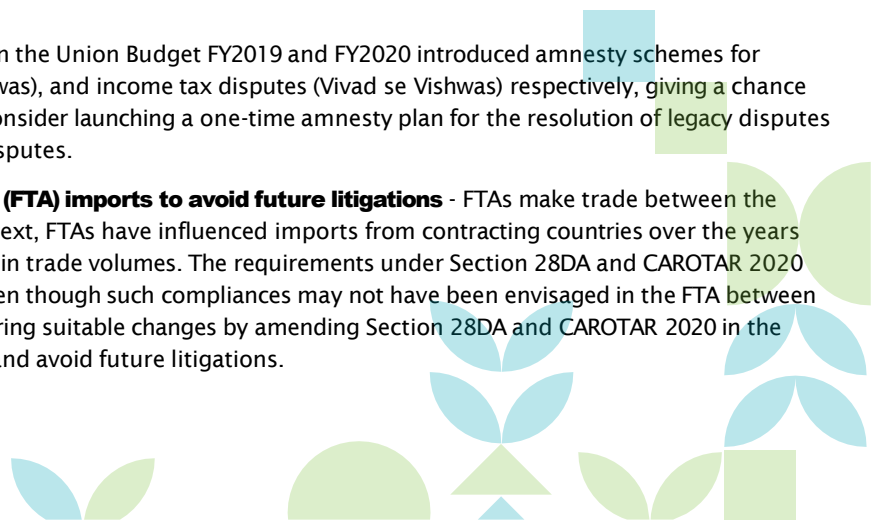 n the Union Budget FY2019 and FY2020 introduced amnesty schemes for
was), and income tax disputes (Vivad se Vishwas) respectively, giving a chance
onsider launching a one-time amnesty plan for the resolution of legacy disputes
sputes.
(FTA) imports to avoid future litigations - FTAs make trade between the
ext, FTAs have influenced imports from contracting countries over the years
in trade volumes. The requirements under Section 28DA and CAROTAR 2020
en though such compliances may not have been envisaged in the FTA between
ring suitable changes by amending Section 28DA and CAROTAR 2020 in the
and avoid future litigations.